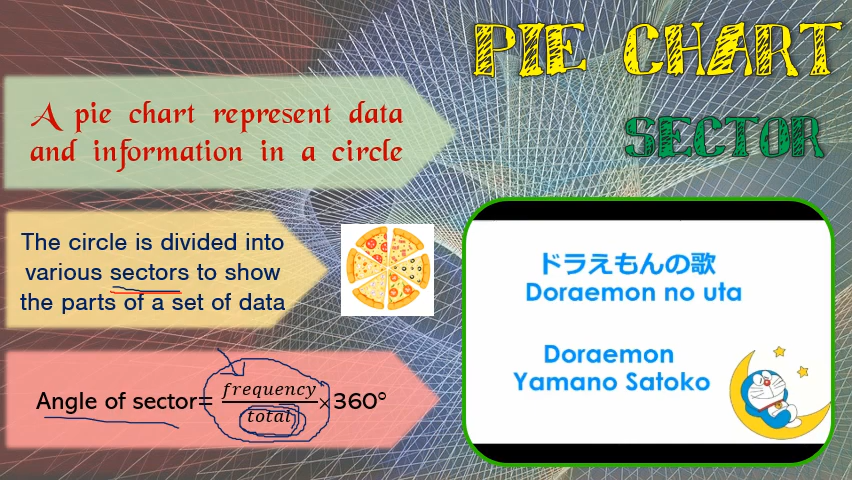 PIE CHART
SECTOR
A pie chart represent data
and information in a circle
The circle is divided into
various sectors to show
the parts of a set of data
Angle of sector= frequency/total ×360°
ドラえもんの歌
Doraemon no uta
Doraemon
Yamano Satoko